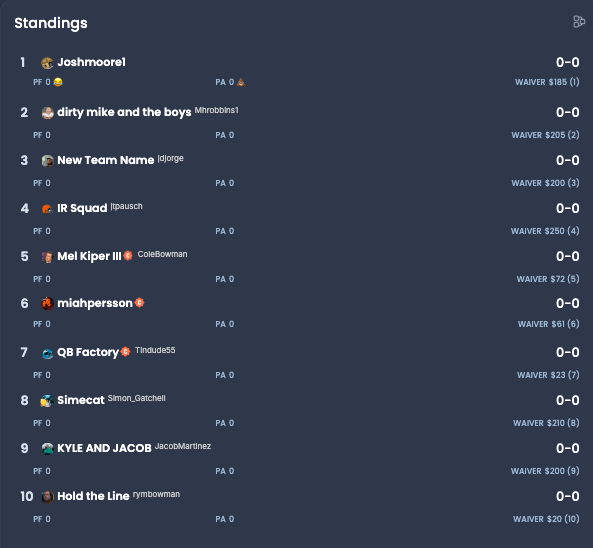 Standings
1 Joshmoore1 0-0
PF 0 😂 PA 0 💩 WAIVER $185 (1)
2 dirty mike and the boys Mhrobbins1 0-0
PF 0 PA 0 WAIVER $205 (2)
3 New Team Name jdjorge 0-0
PF 0 PA 0 WAIVER $200 (3)
4 IR Squad jtpausch 0-0
PF 0 PA 0 WAIVER $250 (4)
5 Mel Kiper III C ColeBowman 0-0
PF 0 PA 0 WAIVER $72 (5)
6 miahpersson C 0-0
PF 0 PA 0 WAIVER $61 (6)
7 QB Factory C Tindude55 0-0
PF 0 PA 0 WAIVER $23 (7)
8 Simecat Simon_Gatchell 0-0
PF 0 PA 0 WAIVER $210 (8)
9 KYLE AND JACOB JacobMartinez 0-0
PF 0 PA 0 WAIVER $200 (9)
10 Hold the Line rymbowman 0-0
PF 0 PA 0 WAIVER $20 (10)